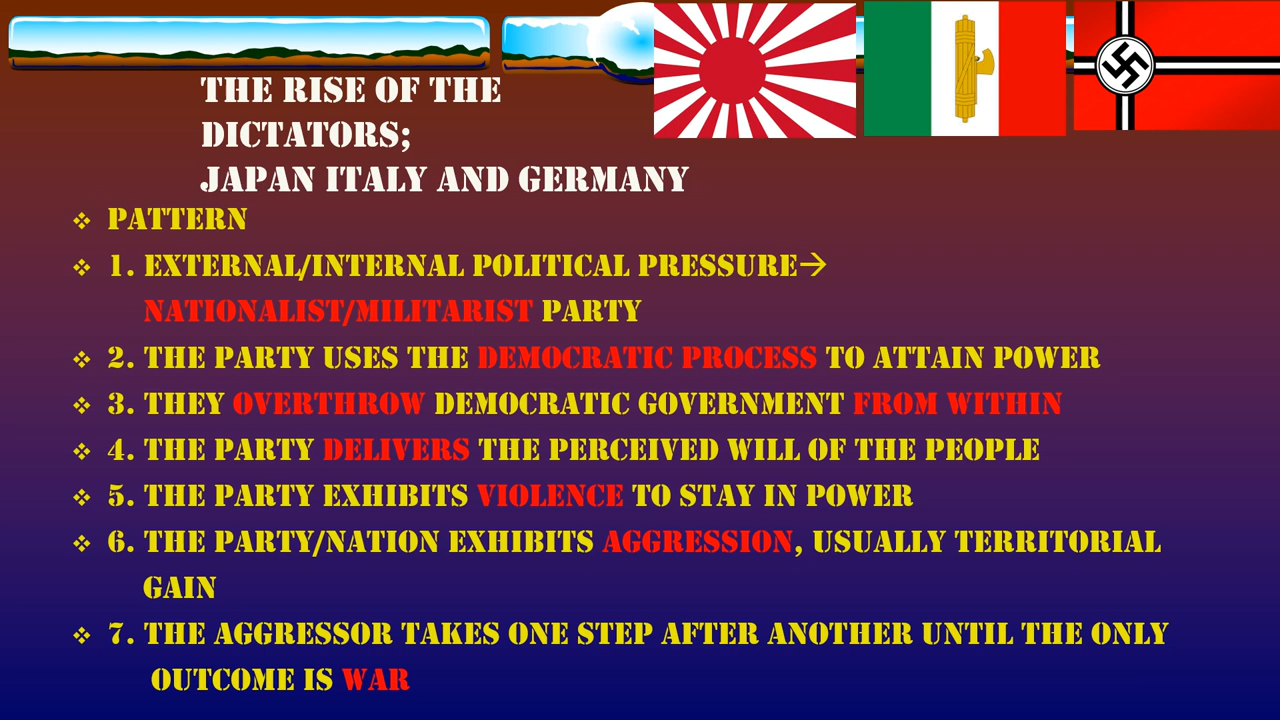 THE RISE OF THE
DICTATORS;
JAPAN ITALY AND GERMANY
❖ PATTERN
❖ 1. EXTERNAL/INTERNAL POLITICAL PRESSURE→
NATIONALIST/MILITARIST PARTY
❖ 2. THE PARTY USES THE DEMOCRATIC PROCESS TO ATTAIN POWER
❖ 3. THEY OVERTHROW DEMOCRATIC GOVERNMENT FROM WITHIN
❖ 4. THE PARTY DELIVERS THE PERCEIVED WILL OF THE PEOPLE
❖ 5. THE PARTY EXHIBITS VIOLENCE TO STAY IN POWER
❖ 6. THE PARTY/NATION EXHIBITS AGGRESSION, USUALLY TERRITORIAL
GAIN
❖ 7. THE AGGRESSOR TAKES ONE STEP AFTER ANOTHER UNTIL THE ONLY
OUTCOME IS WAR